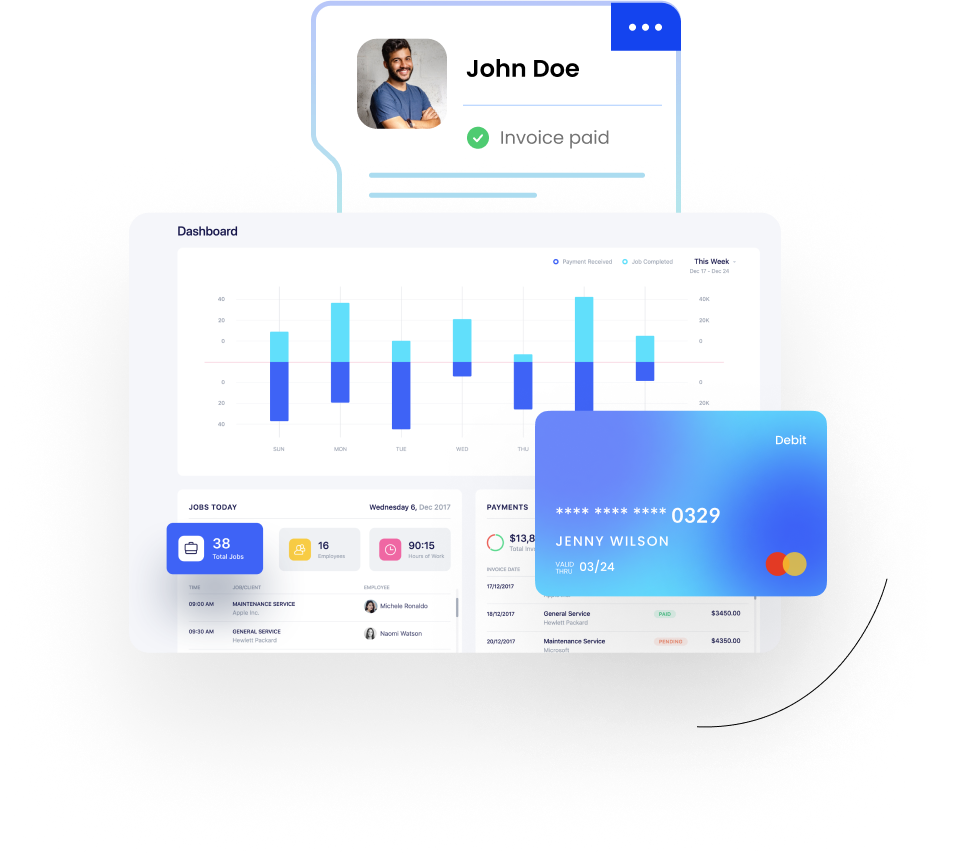 John Doe
Invoice paid
Dashboard
Payment Received
Job Completed
This Week
Dec 17 - Dec 24
40
40K
20
20K
0
0
0
0
20
20K
40
SUN
MON
TUE
WED
THU
Debit
**** **** **** 0329
JENNY WILSON
VALID THRU 03/24
JOBS TODAY
Wednesday 6, Dec 2017
38
Total Jobs
16
Employees
90:15
Hours of Work
TIME
JOB/CLIENT
EMPLOYEE
09:00 AM
MAINTENANCE SERVICE
Apple Inc.
Michele Ronaldo
09:30 AM
GENERAL SERVICE
Hewlett Packard
Naomi Watson
PAYMENTS
$13,8
Total
INVOICE DATE
17/12/2017
18/12/2017
General Service
Hewlett Packard
PAID
$3450.00
20/12/2017
Maintenance Service
Microsoft
PENDING
$4350.00